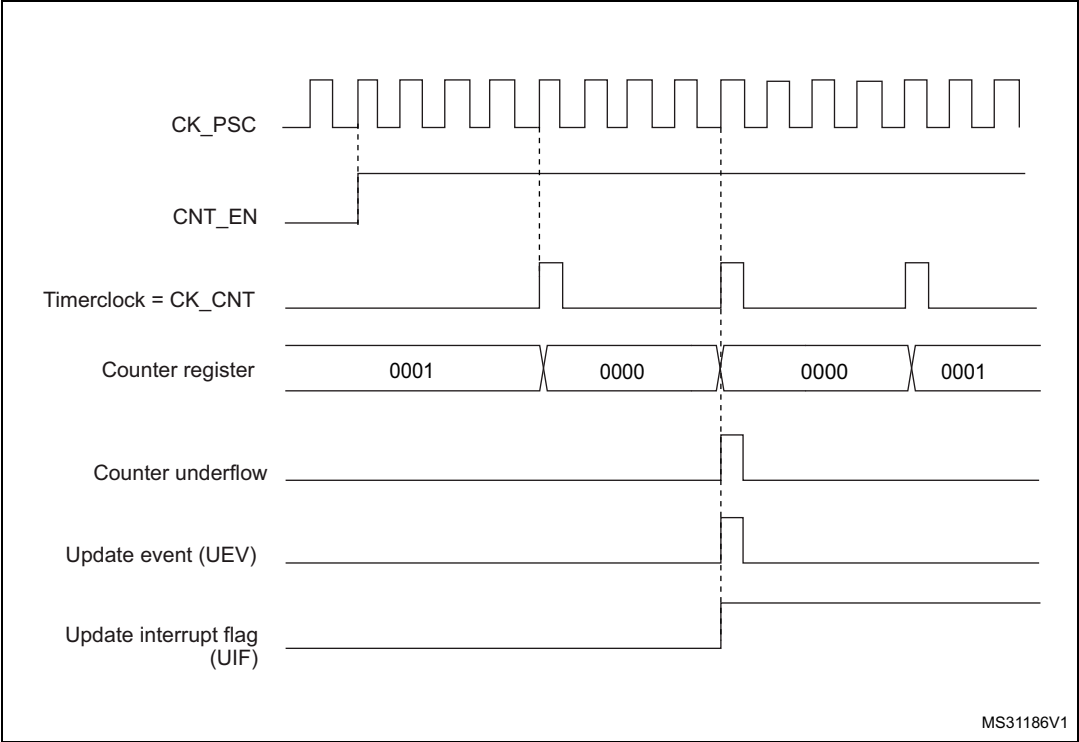 CK_PSC
CNT_EN
Timerclock = CK_CNT
Counter register
0001
0000
0000
0001
Counter underflow
Update event (UEV)
Update interrupt flag
(UIF)
MS31186V1